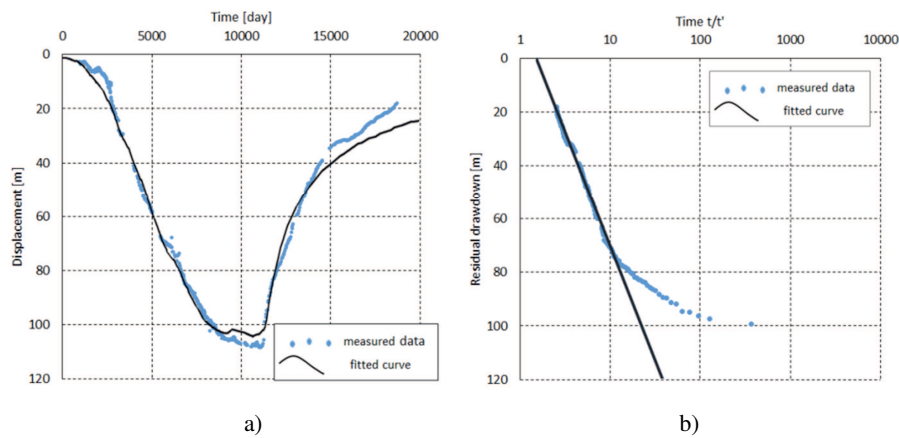 Time [day]
0 5000 10000 15000 20000
0
20
40
60
80
100
120
Displacement [m]
measured data
fitted curve
a)
Time t/t'
1 10 100 1000 10000
0
20
40
60
80
100
120
Residual drawdown [m]
measured data
fitted curve
b)